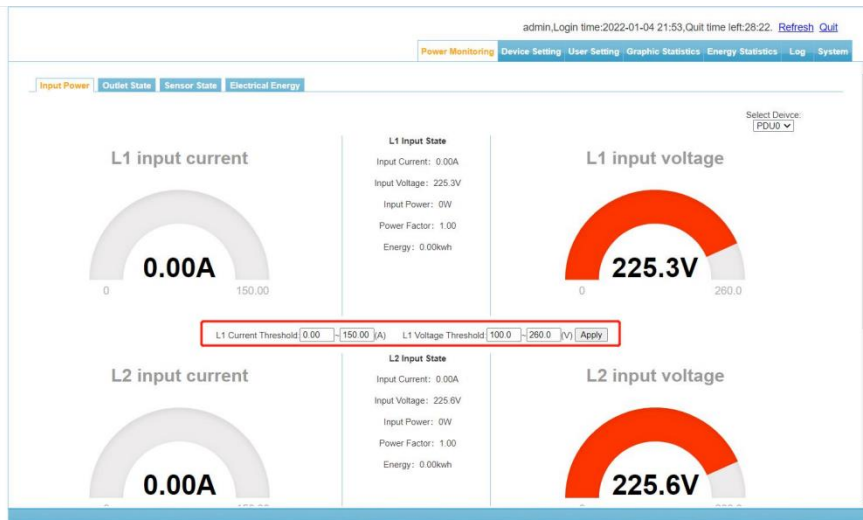 admin,Login time:2022-01-04 21:53,Quit time left:28:22. Refresh Quit
Power Monitoring Device Setting User Setting Graphic Statistics Energy Statistics Log System
Input Power Outlet State Sensor State Electrical Energy
Select Deivce:
PDU0
L1 input current
0.00A
0 150.00
L1 Input State
Input Current: 0.00A
Input Voltage: 225.3V
Input Power: 0W
Power Factor: 1.00
Energy: 0.00kwh
L1 input voltage
225.3V
0 260.0
L1 Current Threshold: 0.00 ~ 150.00 (A) L1 Voltage Threshold: 100.0 ~ 260.0 (V) Apply
L2 input current
0.00A
L2 Input State
Input Current: 0.00A
Input Voltage: 225.6V
Input Power: 0W
Power Factor: 1.00
Energy: 0.00kwh
L2 input voltage
225.6V